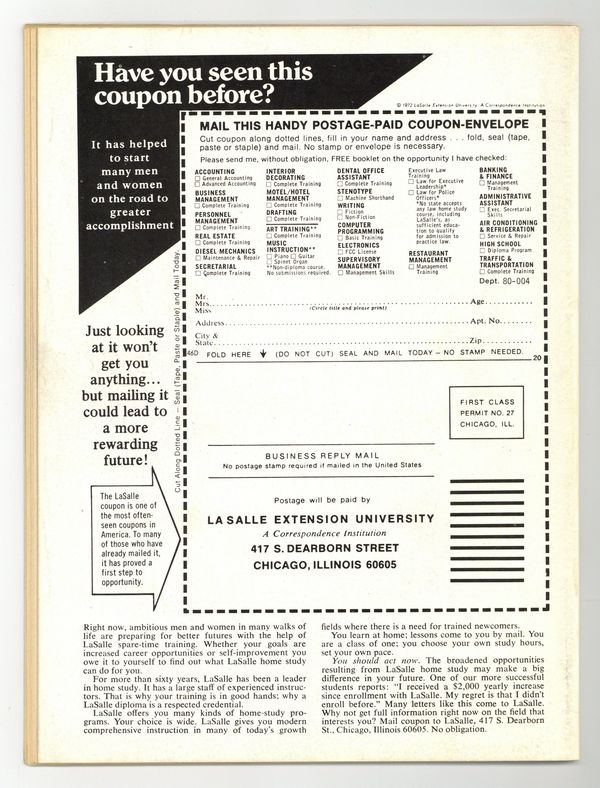 Have you seen this
coupon before?
© 1972 LaSalle Extension University A Correspondence Institution
It has helped
to start
many men
and women
on the road to
greater
accomplishment
MAIL THIS HANDY POSTAGE-PAID COUPON-ENVELOPE
Cut coupon along dotted lines, fill in your name and address . . . fold, seal (tape,
paste or staple) and mail. No stamp or envelope is necessary.
Please send me, without obligation, FREE booklet on the opportunity I have checked:
ACCOUNTING
General Accounting
Advanced Accounting
BUSINESS
MANAGEMENT
Complete Training
PERSONNEL
MANAGEMENT
Complete Training
REAL ESTATE
Complete Training
DIESEL MECHANICS
Maintenance & Repair
SECRETARIAL
Complete Training
INTERIOR
DECORATING
Complete Training
MOTEL/HOTEL
MANAGEMENT
Complete Training
DRAFTING
Complete Training
ART TRAINING**
Complete Training
MUSIC
INSTRUCTION**
Piano Guitar
Spinet Organ
**Non-diploma course.
No submissions required.
DENTAL OFFICE
ASSISTANT
Complete Training
STENOTYPE
Machine Shorthand
WRITING
Fiction
Non-Fiction
COMPUTER
PROGRAMMING
Basic Training
ELECTRONICS
FCC License
SUPERVISORY
MANAGEMENT
Management Skills
Executive Law
Training
Law for Executive
Leadership*
Law for Police
Officers*
*No state accepts
any law home study
course, including
LaSalle's, as
sufficient educa-
tion to qualify
for admission to
practice law.
RESTAURANT
MANAGEMENT
Management
Training
BANKING
& FINANCE
Management
Training
ADMINISTRATIVE
ASSISTANT
Exec. Secretarial
Skills
AIR CONDITIONING
& REFRIGERATION
Service & Repair
HIGH SCHOOL
Diploma Program
TRAFFIC &
TRANSPORTATION
Complete Training
Dept. 80-004
Mr.
Mrs. Age
Miss (Circle title and please print)
Address Apt. No.
City &
State Zip
46D FOLD HERE (DO NOT CUT) SEAL AND MAIL TODAY – NO STAMP NEEDED. 20
Cut Along Dotted Line — Seal (Tape, Paste or Staple) and Mail Today
Just looking
at it won't
get you
anything...
but mailing it
could lead to
a more
rewarding
future!
FIRST CLASS
PERMIT NO. 27
CHICAGO, ILL.
BUSINESS REPLY MAIL
No postage stamp required if mailed in the United States
Postage will be paid by
LA SALLE EXTENSION UNIVERSITY
A Correspondence Institution
417 S. DEARBORN STREET
CHICAGO, ILLINOIS 60605
The LaSalle
coupon is one of
the most often-
seen coupons in
America. To many
of those who have
already mailed it,
it has proved a
first step to
opportunity.
Right now, ambitious men and women in many walks of
life are preparing for better futures with the help of
LaSalle spare-time training. Whether your goals are
increased career opportunities or self-improvement you
owe it to yourself to find out what LaSalle home study
can do for you.
For more than sixty years, LaSalle has been a leader
in home study. It has a large staff of experienced instruc-
tors. That is why your training is in good hands; why a
LaSalle diploma is a respected credential.
LaSalle offers you many kinds of home-study pro-
grams. Your choice is wide. LaSalle gives you modern
comprehensive instruction in many of today's growth
fields where there is a need for trained newcomers.
You learn at home; lessons come to you by mail. You
are a class of one; you choose your own study hours,
set your own pace.
You should act now. The broadened opportunities
resulting from LaSalle home study may make a big
difference in your future. One of our more successful
students reports: "I received a $2,000 yearly increase
since enrollment with LaSalle. My regret is that I didn't
enroll before." Many letters like this come to LaSalle.
Why not get full information right now on the field that
interests you? Mail coupon to LaSalle, 417 S. Dearborn
St., Chicago, Illinois 60605. No obligation.